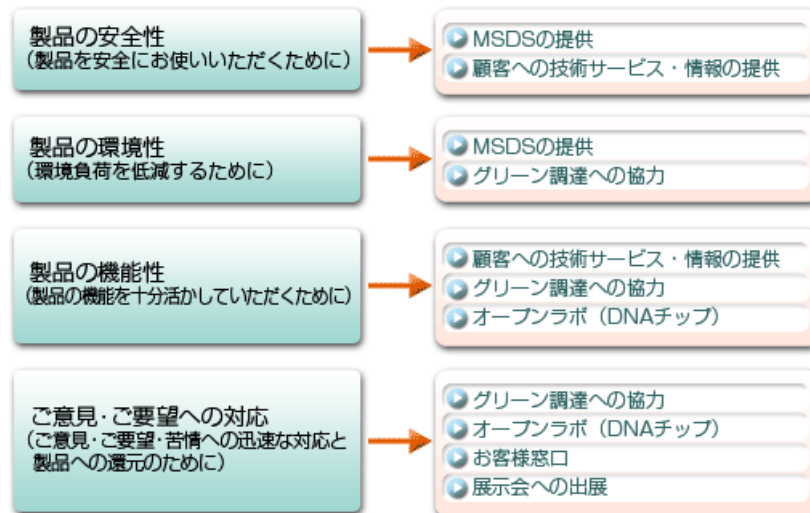 製品の安全性
(製品を安全にお使いいただくために)
MSDSの提供
顧客への技術サービス・情報の提供
製品の環境性
(環境負荷を低減するために)
MSDSの提供
グリーン調達への協力
製品の機能性
(製品の機能を十分活かしていただくために)
顧客への技術サービス・情報の提供
グリーン調達への協力
オープンラボ（DNAチップ）
ご意見・ご要望への対応
(ご意見・ご要望・苦情への迅速な対応と
製品への還元のために)
グリーン調達への協力
オープンラボ（DNAチップ）
お客様窓口
展示会への出展